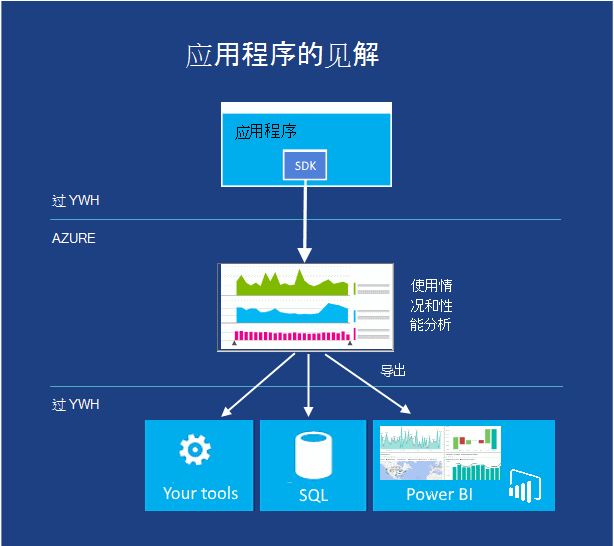 应用程序的见解
应用程序
SDK
过 YWH
AZURE
使用情
况和性
能分析
导出
过 YWH
Your tools
SQL
Power BI